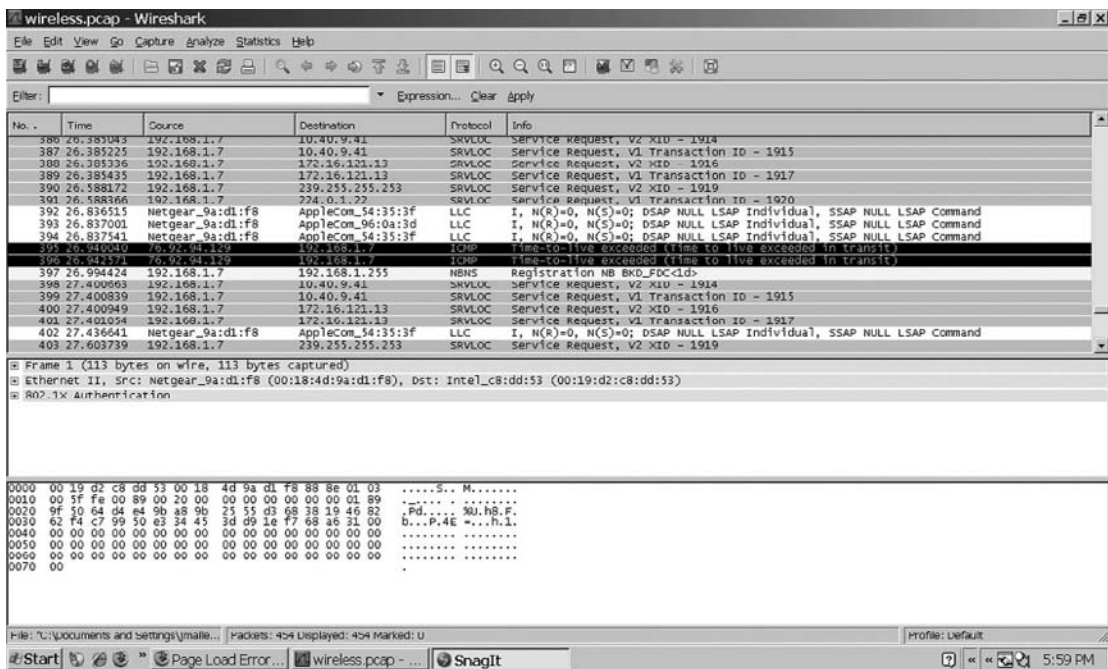 wireless.pcap - Wireshark
File Edit View Go Capture Analyze Statistics Help
Filter: Expression... Clear Apply
No. . Time Source Destination Protocol Info
386 26.385043 192.168.1.7 10.40.9.41 SRVLOC Service Request, V2 XID - 1914
387 26.385225 192.168.1.7 10.40.9.41 SRVLOC Service Request, V1 Transaction ID - 1915
388 26.385336 192.168.1.7 172.16.121.13 SRVLOC Service Request, V2 XID - 1916
389 26.385435 192.168.1.7 172.16.121.13 SRVLOC Service Request, V1 Transaction ID - 1917
390 26.588172 192.168.1.7 239.255.255.253 SRVLOC Service Request, V2 XID - 1919
391 26.588366 192.168.1.7 224.0.1.22 SRVLOC Service Request, V1 Transaction ID - 1920
392 26.836515 Netgear_9a:d1:f8 AppleCom_54:35:3f LLC I, N(R)=0, N(S)=0; DSAP NULL LSAP Individual, SSAP NULL LSAP Command
393 26.837001 Netgear_9a:d1:f8 AppleCom_96:0a:3d LLC I, N(R)=0, N(S)=0; DSAP NULL LSAP Individual, SSAP NULL LSAP Command
394 26.837541 Netgear_9a:d1:f8 AppleCom_54:35:3f LLC I, N(R)=0, N(S)=0; DSAP NULL LSAP Individual, SSAP NULL LSAP Command
395 26.940040 76.92.94.129 192.168.1.7 ICMP Time-to-live exceeded (Time to live exceeded in transit)
396 26.942571 76.92.94.129 192.168.1.7 ICMP Time-to-live exceeded (Time to live exceeded in transit)
397 26.994424 192.168.1.7 192.168.1.255 NBNS Registration NB BKD_FDC<1d>
398 27.400663 192.168.1.7 10.40.9.41 SRVLOC Service Request, V2 XID - 1914
399 27.400839 192.168.1.7 10.40.9.41 SRVLOC Service Request, V1 Transaction ID - 1915
400 27.400949 192.168.1.7 172.16.121.13 SRVLOC Service Request, V2 XID - 1916
401 27.401054 192.168.1.7 172.16.121.13 SRVLOC Service Request, V1 Transaction ID - 1917
402 27.436641 Netgear_9a:d1:f8 AppleCom_54:35:3f LLC I, N(R)=0, N(S)=0; DSAP NULL LSAP Individual, SSAP NULL LSAP Command
403 27.603739 192.168.1.7 239.255.255.253 SRVLOC Service Request, V2 XID - 1919
Frame 1 (113 bytes on wire, 113 bytes captured)
Ethernet II, Src: Netgear_9a:d1:f8 (00:18:4d:9a:d1:f8), Dst: Intel_c8:dd:53 (00:19:d2:c8:dd:53)
802.1X Authentication
0000 00 19 d2 c8 dd 53 00 18 4d 9a d1 f8 88 8e 01 03 .....S.. M.......
0010 00 5f fe 00 89 00 20 00 00 00 00 00 00 00 01 89 ._.... . ........
0020 9f 50 64 d4 e4 9b a8 9b 25 55 d3 68 38 19 46 82 .Pd..... %U.h8.F.
0030 62 f4 c7 99 50 e3 34 45 3d d9 1e f7 68 a6 31 00 b...P.4E =...h.1.
0040 00 00 00 00 00 00 00 00 00 00 00 00 00 00 00 00 ........ ........
0050 00 00 00 00 00 00 00 00 00 00 00 00 00 00 00 00 ........ ........
0060 00 00 00 00 00 00 00 00 00 00 00 00 00 00 00 00 ........ ........
0070 00 .
File: "C:\Documents and Settings\jmalle... Packets: 454 Displayed: 454 Marked: 0 Profile: Default
Start Page Load Error... wireless.pcap - ... SnagIt 5:59 PM